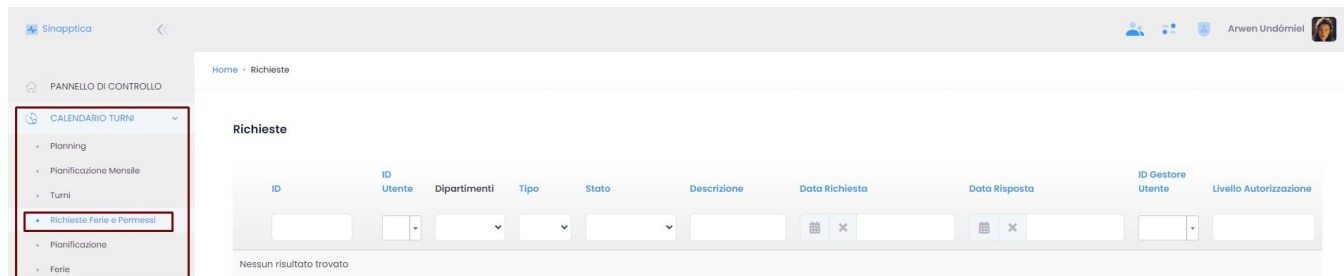 Sinapptica
Arwen Undómiel
Home • Richieste
PANNELLO DI CONTROLLO
CALENDARIO TURNI
Planning
Pianificazione Mensile
Turni
Richieste Ferie e Permessi
Pianificazione
Ferie
Richieste
ID
ID Utente
Dipartimenti
Tipo
Stato
Descrizione
Data Richiesta
Data Risposta
ID Gestore Utente
Livello Autorizzazione
Nessun risultato trovato